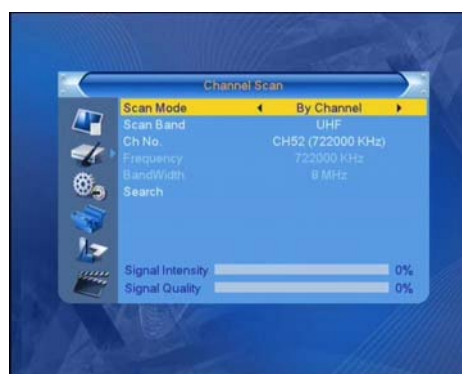 Channel Scan
Scan Mode By Channel
Scan Band UHF
Ch No. CH52 (722000 KHz)
Frequency 722000 KHz
BandWidth 8 MHz
Search
Signal Intensity 0%
Signal Quality 0%